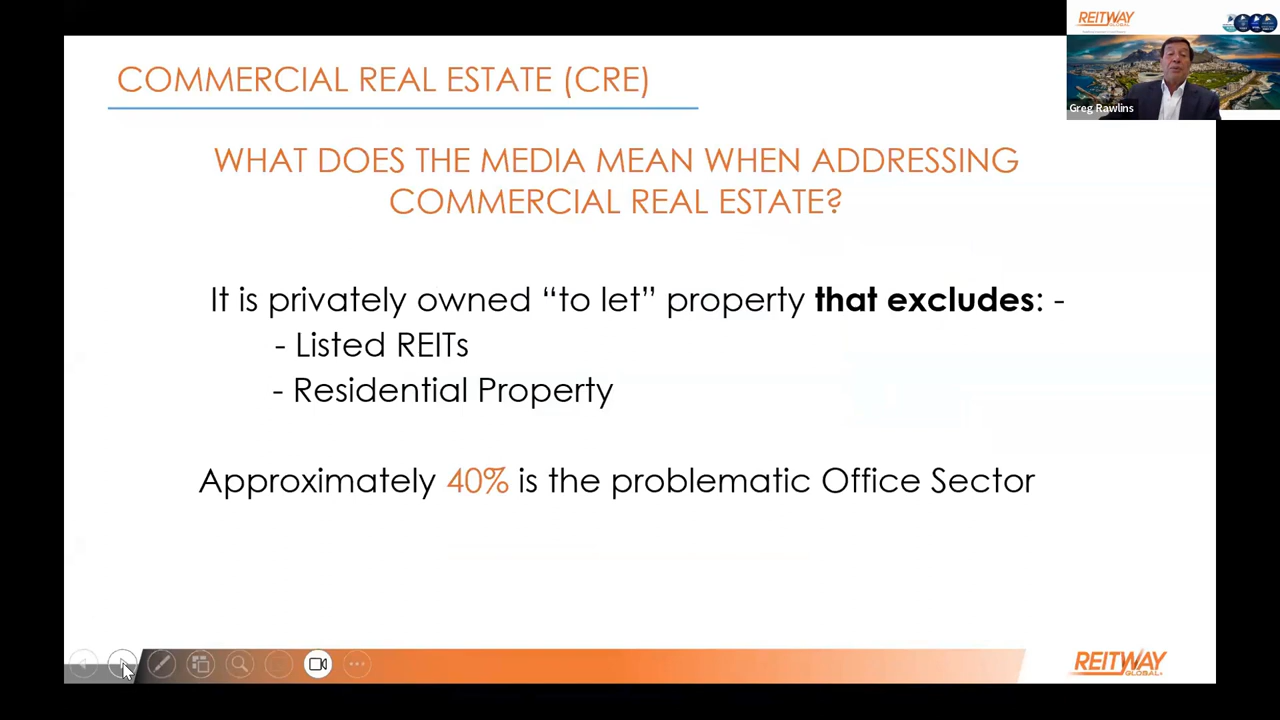 REITWAY
GLOBAL
Greg Rawlins
COMMERCIAL REAL ESTATE (CRE)
WHAT DOES THE MEDIA MEAN WHEN ADDRESSING
COMMERCIAL REAL ESTATE?
It is privately owned “to let” property that excludes: -
- Listed REITs
- Residential Property
Approximately 40% is the problematic Office Sector
REITWAY
GLOBAL